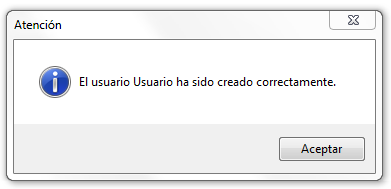 Atención
El usuario Usuario ha sido creado correctamente.
Aceptar